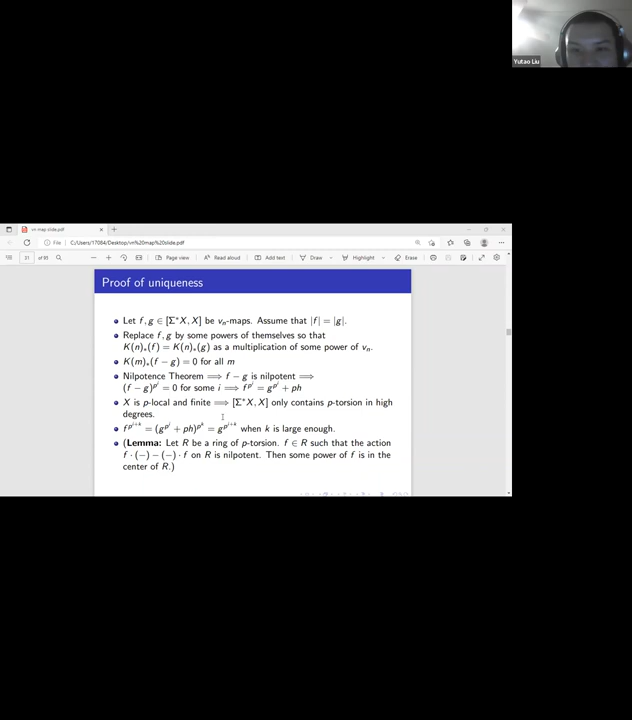 Yutao Liu
vn map slide.pdf
File
C:/Users/17084/Desktop/vn%20map%20slide.pdf
31 of 93
Page view
Read aloud
Add text
Draw
Highlight
Erase
Proof of uniqueness
Let f, g ∈ [Σ*X, X] be vₙ-maps. Assume that |f| = |g|.
Replace f, g by some powers of themselves so that
K(n)₊(f) = K(n)₊(g) as a multiplication of some power of vₙ.
K(m)₊(f − g) = 0 for all m
Nilpotence Theorem ⟹ f − g is nilpotent ⟹
(f − g)^{p^i} = 0 for some i ⟹ f^{p^i} = g^{p^i} + ph
X is p-local and finite ⟹ [Σ*X, X] only contains p-torsion in high
degrees.
f^{p^{i+k}} = (g^{p^i} + ph)^{p^k} = g^{p^{i+k}} when k is large enough.
(Lemma: Let R be a ring of p-torsion. f ∈ R such that the action
f · (−) − (−) · f on R is nilpotent. Then some power of f is in the
center of R.)